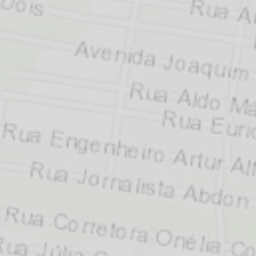 Dois
Rua A
Avenida Joaquim
Rua Aldo Ma
Rua Euric
Rua Engenheiro Artur Alf
Rua Jornalista Abdon
Rua Corretora Onélia Co
Rua Júlia C